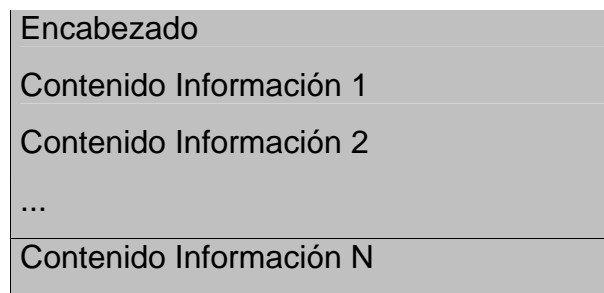 Encabezado
Contenido Información 1
Contenido Información 2
...
Contenido Información N